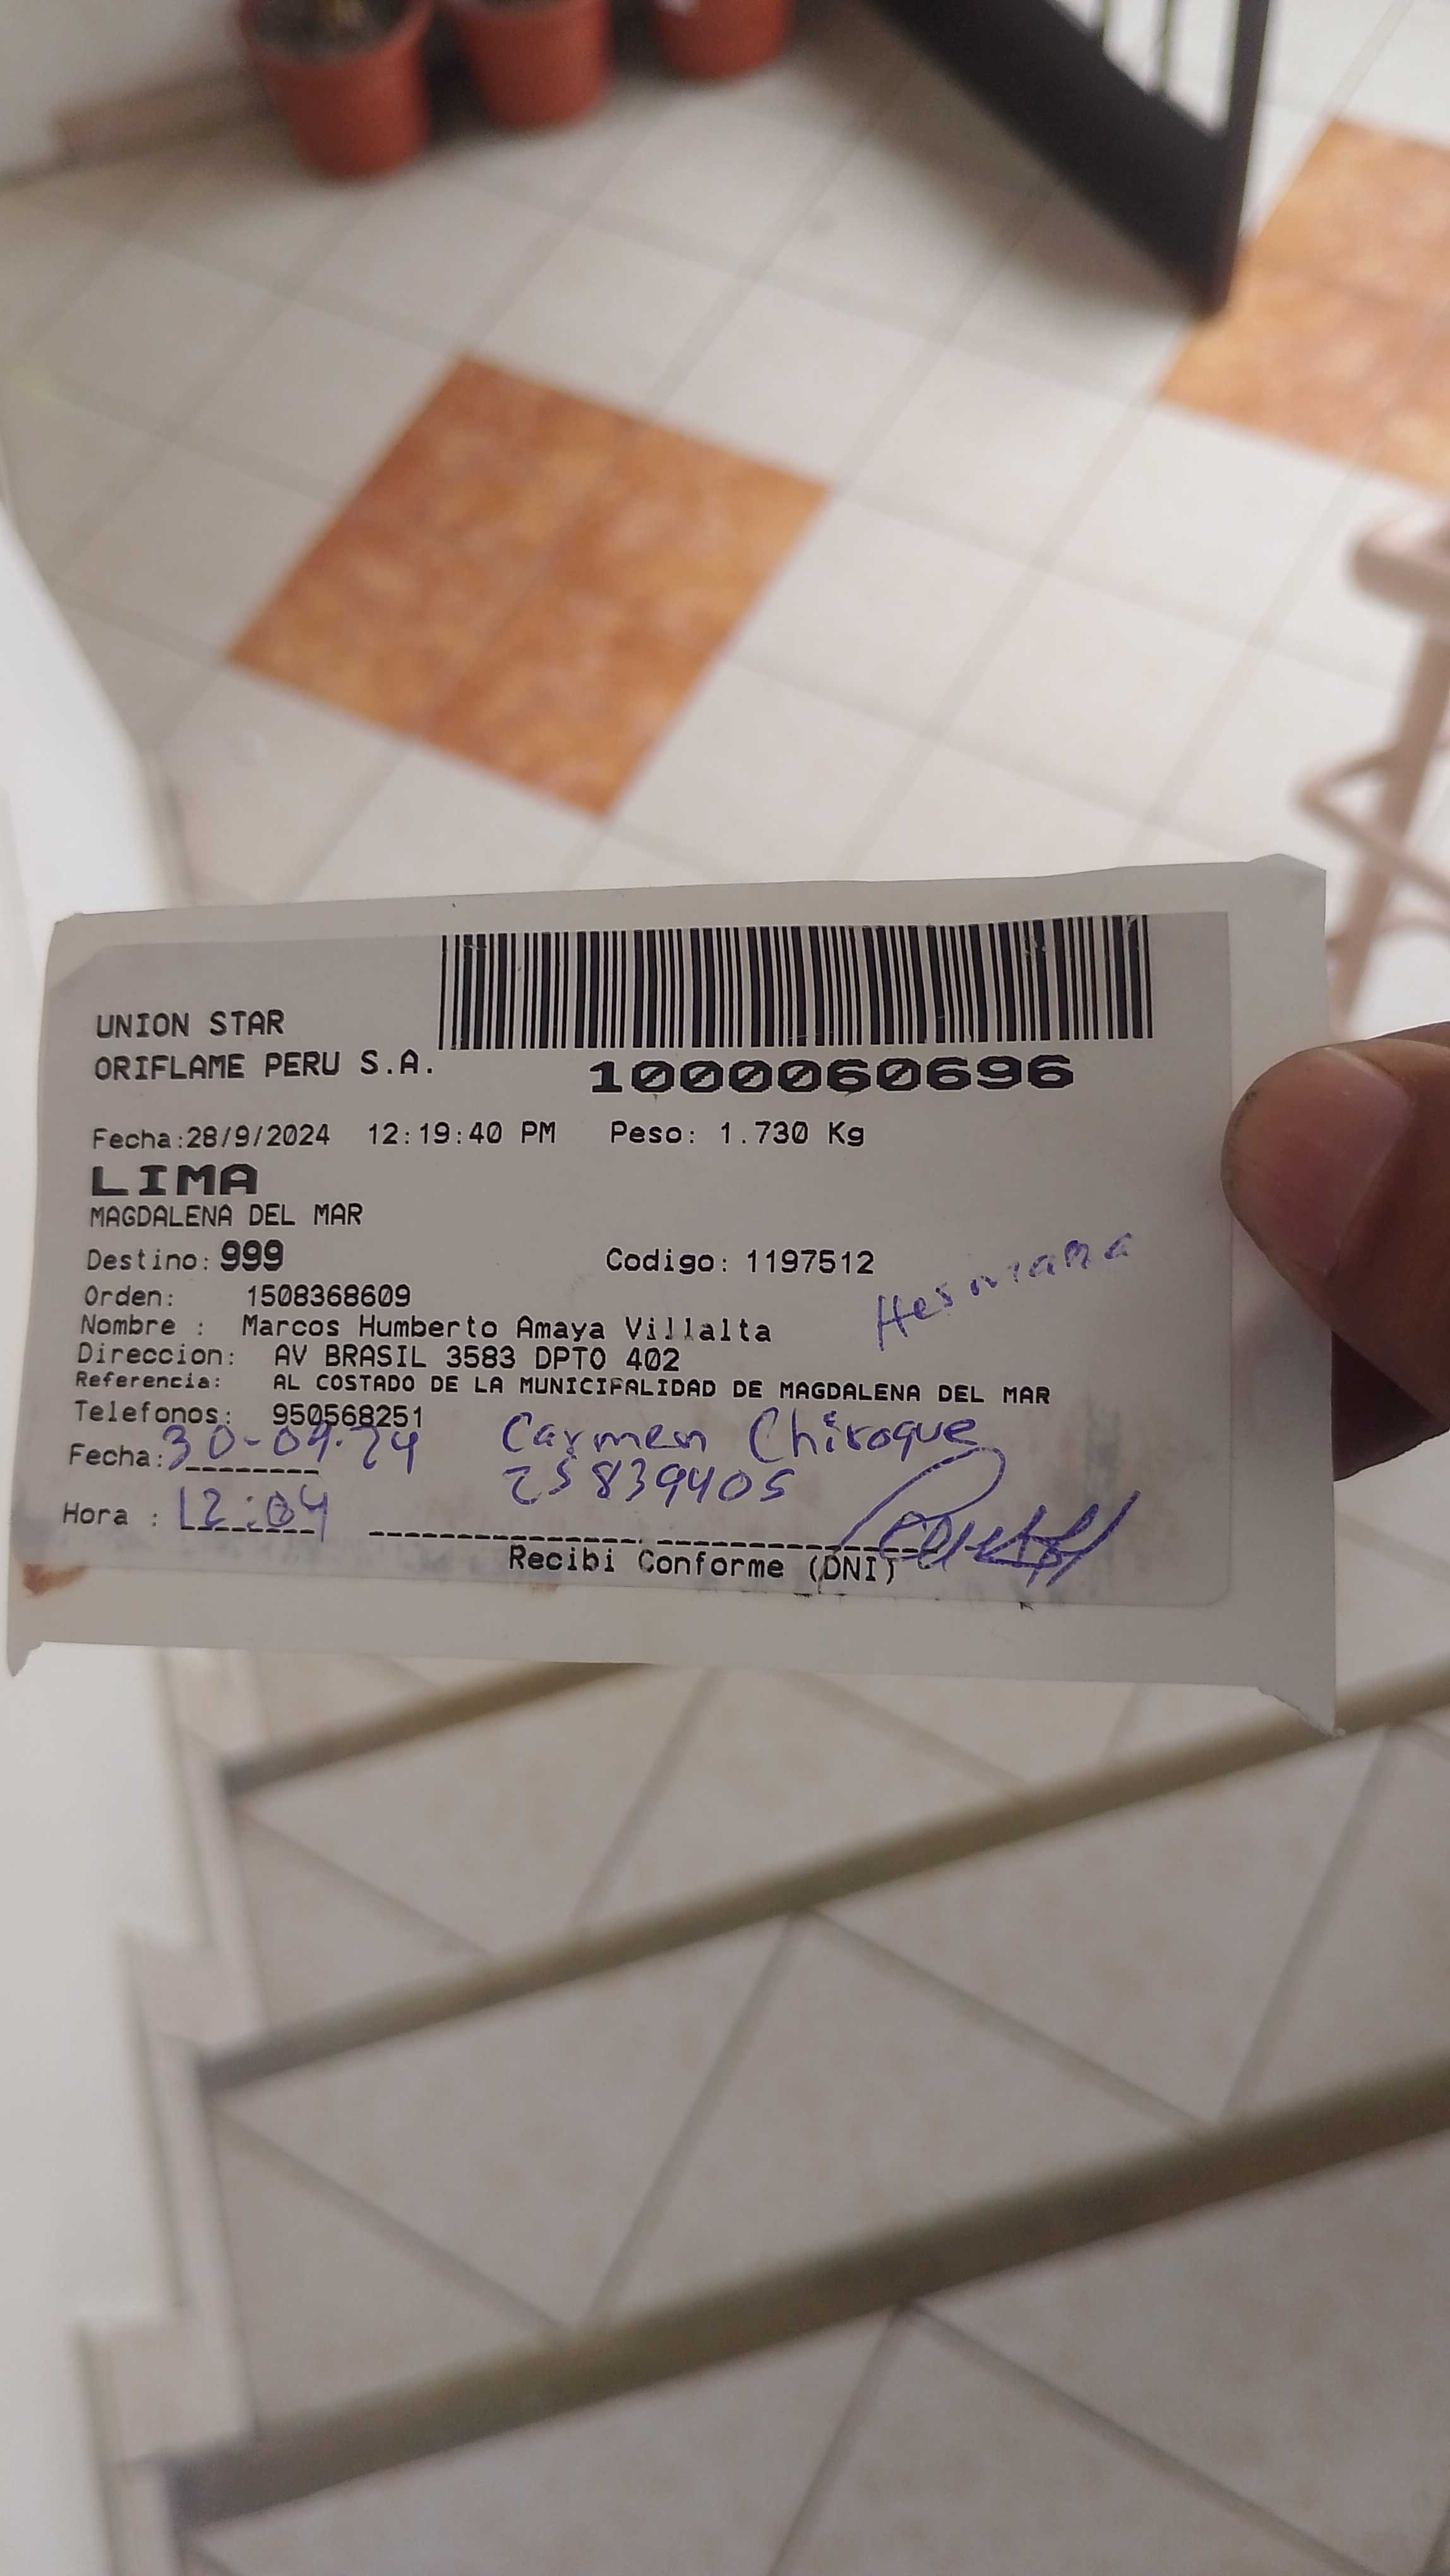 UNION STAR
ORIFLAME PERU S.A.
1000060696
Fecha:28/9/2024 12:19:40 PM Peso: 1.730 Kg
LIMA
MAGDALENA DEL MAR
Destino: 999 Codigo: 1197512
Hermana
Orden: 1508368609
Nombre : Marcos Humberto Amaya Villalta
Direccion: AV BRASIL 3583 DPTO 402
Referencia: AL COSTADO DE LA MUNICIPALIDAD DE MAGDALENA DEL MAR
Telefonos: 950568251
Fecha: 30-09-24 Carmen Chiroque
25839405
Hora : 12:04
Recibi Conforme (DNI)